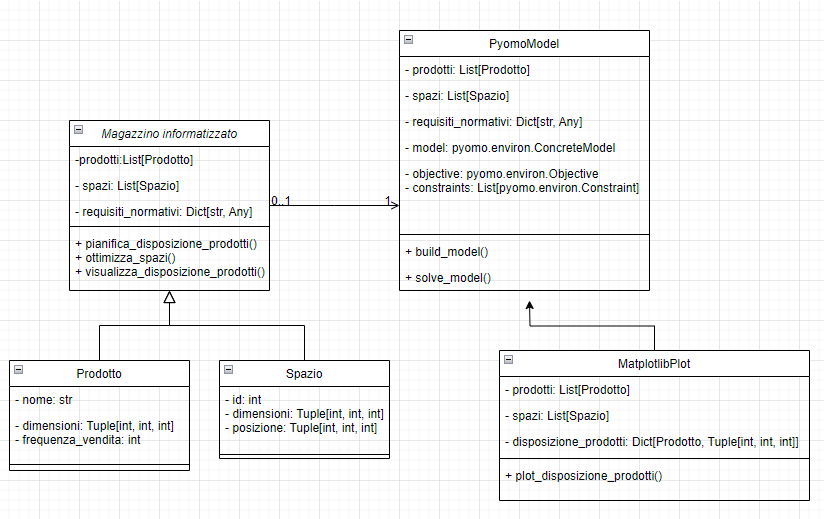 PyomoModel
- prodotti: List[Prodotto]
- spazi: List[Spazio]
- requisiti_normativi: Dict[str, Any]
- model: pyomo.environ.ConcreteModel
- objective: pyomo.environ.Objective
- constraints: List[pyomo.environ.Constraint]
+ build_model()
+ solve_model()
Magazzino informatizzato
-prodotti:List[Prodotto]
- spazi: List[Spazio]
- requisiti_normativi: Dict[str, Any]
+ pianifica_disposizione_prodotti()
+ ottimizza_spazi()
+ visualizza_disposizione_prodotti()
0..1
1
Prodotto
- nome: str
- dimensioni: Tuple[int, int, int]
- frequenza_vendita: int
Spazio
- id: int
- dimensioni: Tuple[int, int, int]
- posizione: Tuple[int, int, int]
MatplotlibPlot
- prodotti: List[Prodotto]
- spazi: List[Spazio]
- disposizione_prodotti: Dict[Prodotto, Tuple[int, int, int]]
+ plot_disposizione_prodotti()